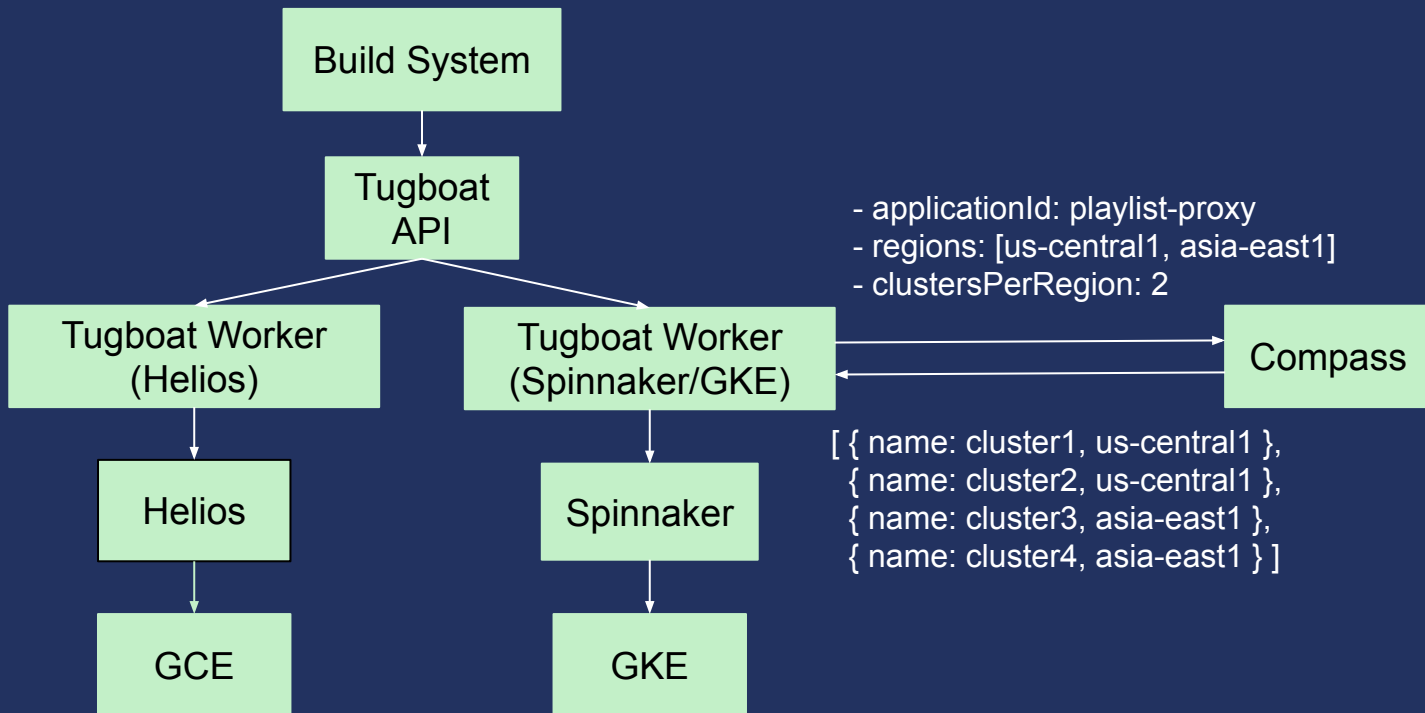 Build System
Tugboat
API
- applicationId: playlist-proxy
- regions: [us-central1, asia-east1]
- clustersPerRegion: 2
Tugboat Worker
(Helios)
Tugboat Worker
(Spinnaker/GKE)
Compass
[ { name: cluster1, us-central1 },
{ name: cluster2, us-central1 },
{ name: cluster3, asia-east1 },
{ name: cluster4, asia-east1 } ]
Helios
Spinnaker
GCE
GKE